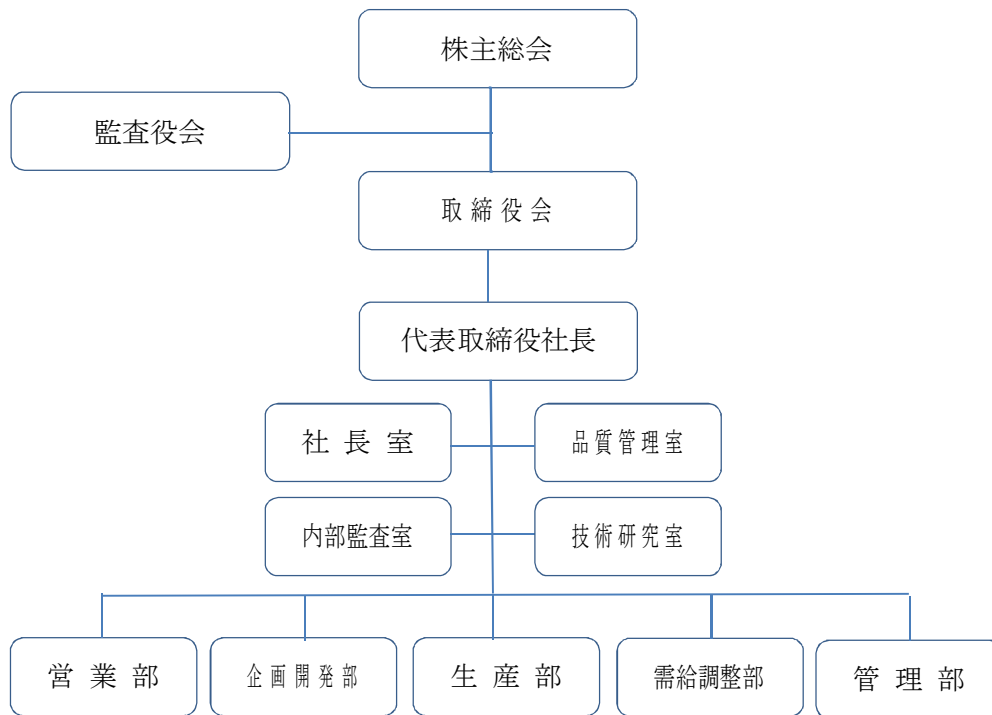 株主総会
監査役会
取締役会
代表取締役社長
社長室
品質管理室
内部監査室
技術研究室
営業部
企画開発部
生産部
需給調整部
管理部